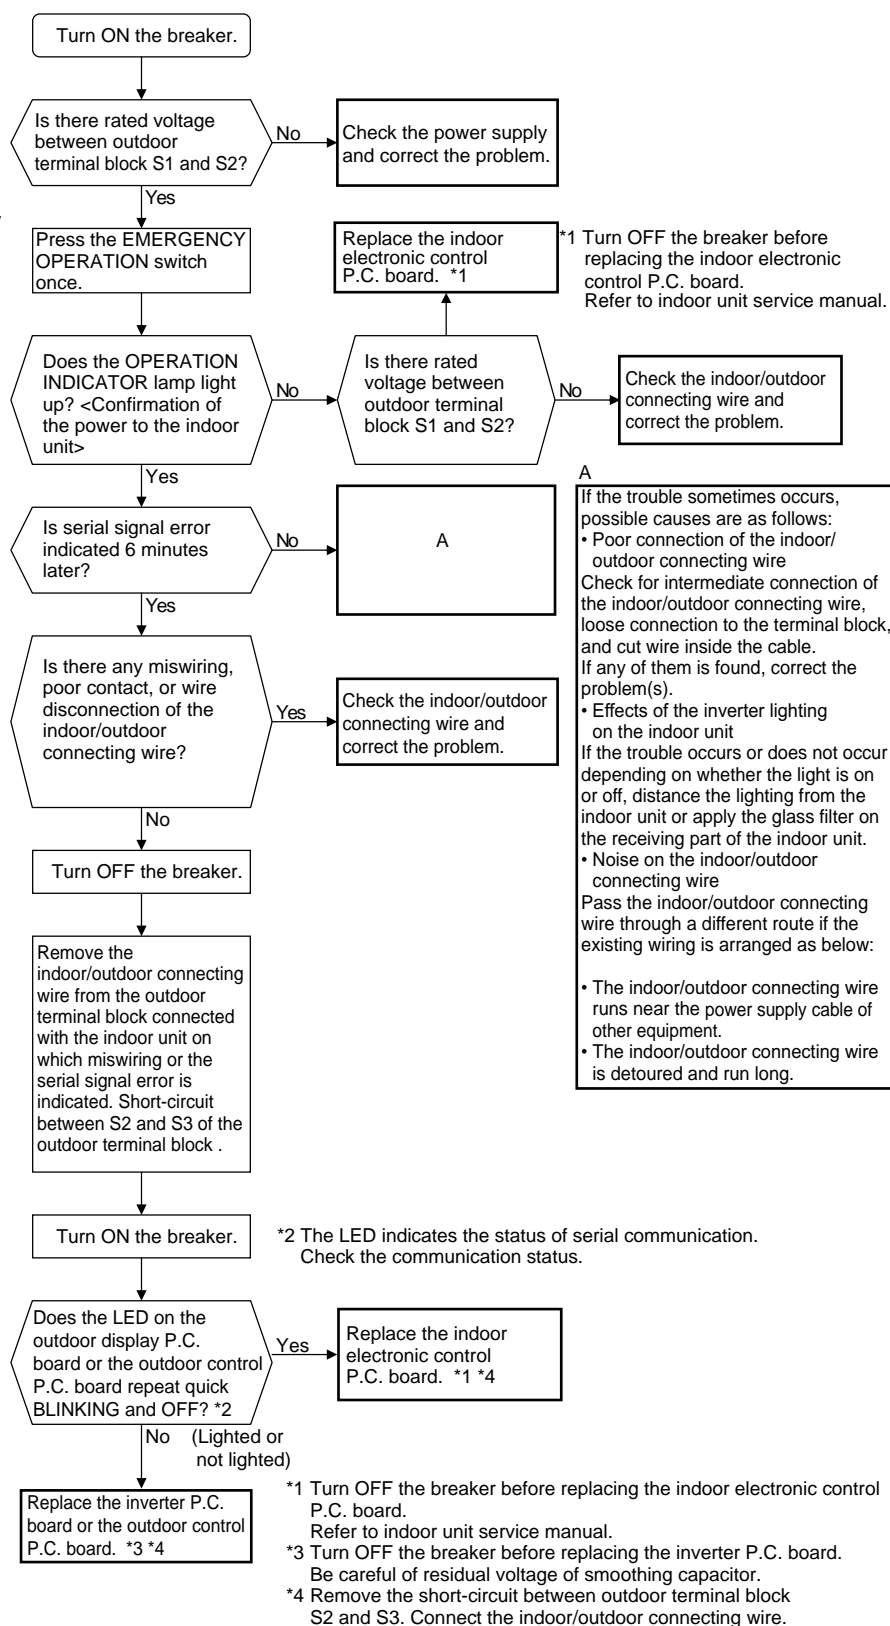 Turn ON the breaker.
Is there rated voltage
between outdoor
terminal block S1 and S2?
No
Check the power supply
and correct the problem.
Yes
Press the EMERGENCY
OPERATION switch
once.
Replace the indoor
electronic control
P.C. board. *1
*1 Turn OFF the breaker before
replacing the indoor electronic
control P.C. board.
Refer to indoor unit service manual.
Does the OPERATION
INDICATOR lamp light
up? <Confirmation of
the power to the indoor
unit>
No
Is there rated
voltage between
outdoor terminal
block S1 and S2?
No
Check the indoor/outdoor
connecting wire and
correct the problem.
Yes
Is serial signal error
indicated 6 minutes
later?
No
A
Yes
Is there any miswiring,
poor contact, or wire
disconnection of the
indoor/outdoor
connecting wire?
Yes
Check the indoor/outdoor
connecting wire and
correct the problem.
No
A
If the trouble sometimes occurs,
possible causes are as follows:
• Poor connection of the indoor/
outdoor connecting wire
Check for intermediate connection of
the indoor/outdoor connecting wire,
loose connection to the terminal block,
and cut wire inside the cable.
If any of them is found, correct the
problem(s).
• Effects of the inverter lighting
on the indoor unit
If the trouble occurs or does not occur
depending on whether the light is on
or off, distance the lighting from the
indoor unit or apply the glass filter on
the receiving part of the indoor unit.
• Noise on the indoor/outdoor
connecting wire
Pass the indoor/outdoor connecting
wire through a different route if the
existing wiring is arranged as below:
• The indoor/outdoor connecting wire
runs near the power supply cable of
other equipment.
• The indoor/outdoor connecting wire
is detoured and run long.
Turn OFF the breaker.
Remove the
indoor/outdoor connecting
wire from the outdoor
terminal block connected
with the indoor unit on
which miswiring or the
serial signal error is
indicated. Short-circuit
between S2 and S3 of the
outdoor terminal block .
Turn ON the breaker.
*2 The LED indicates the status of serial communication.
Check the communication status.
Does the LED on the
outdoor display P.C.
board or the outdoor control
P.C. board repeat quick
BLINKING and OFF? *2
Yes
Replace the indoor
electronic control
P.C. board. *1 *4
No (Lighted or
not lighted)
Replace the inverter P.C.
board or the outdoor control
P.C. board. *3 *4
*1 Turn OFF the breaker before replacing the indoor electronic control
P.C. board.
Refer to indoor unit service manual.
*3 Turn OFF the breaker before replacing the inverter P.C. board.
Be careful of residual voltage of smoothing capacitor.
*4 Remove the short-circuit between outdoor terminal block
S2 and S3. Connect the indoor/outdoor connecting wire.